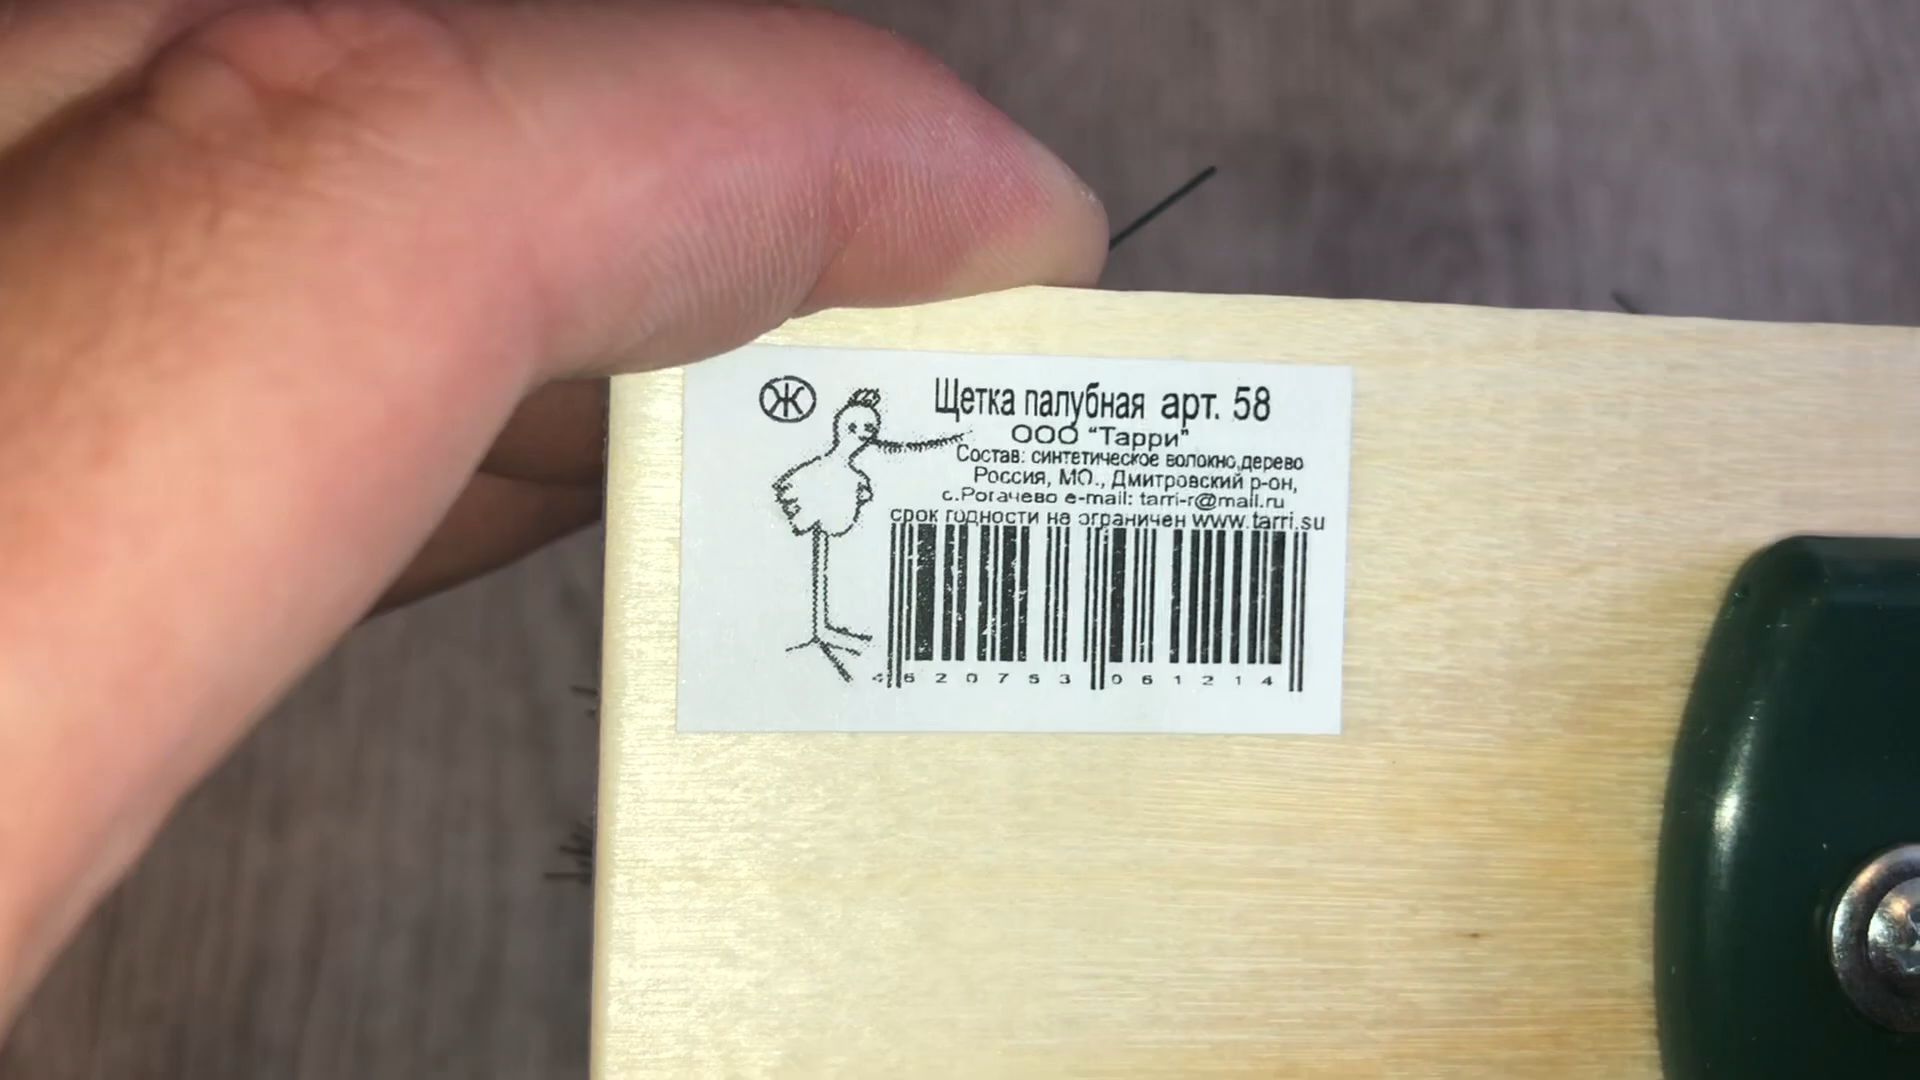 Ж
Щетка палубная арт. 58
ООО "Тарри"
Состав: синтетическое волокно,дерево
Россия, МО., Дмитровский р-он,
с.Рогачево e-mail: tarri-r@mail.ru
срок годности не ограничен www.tarri.su
4 620753 061214